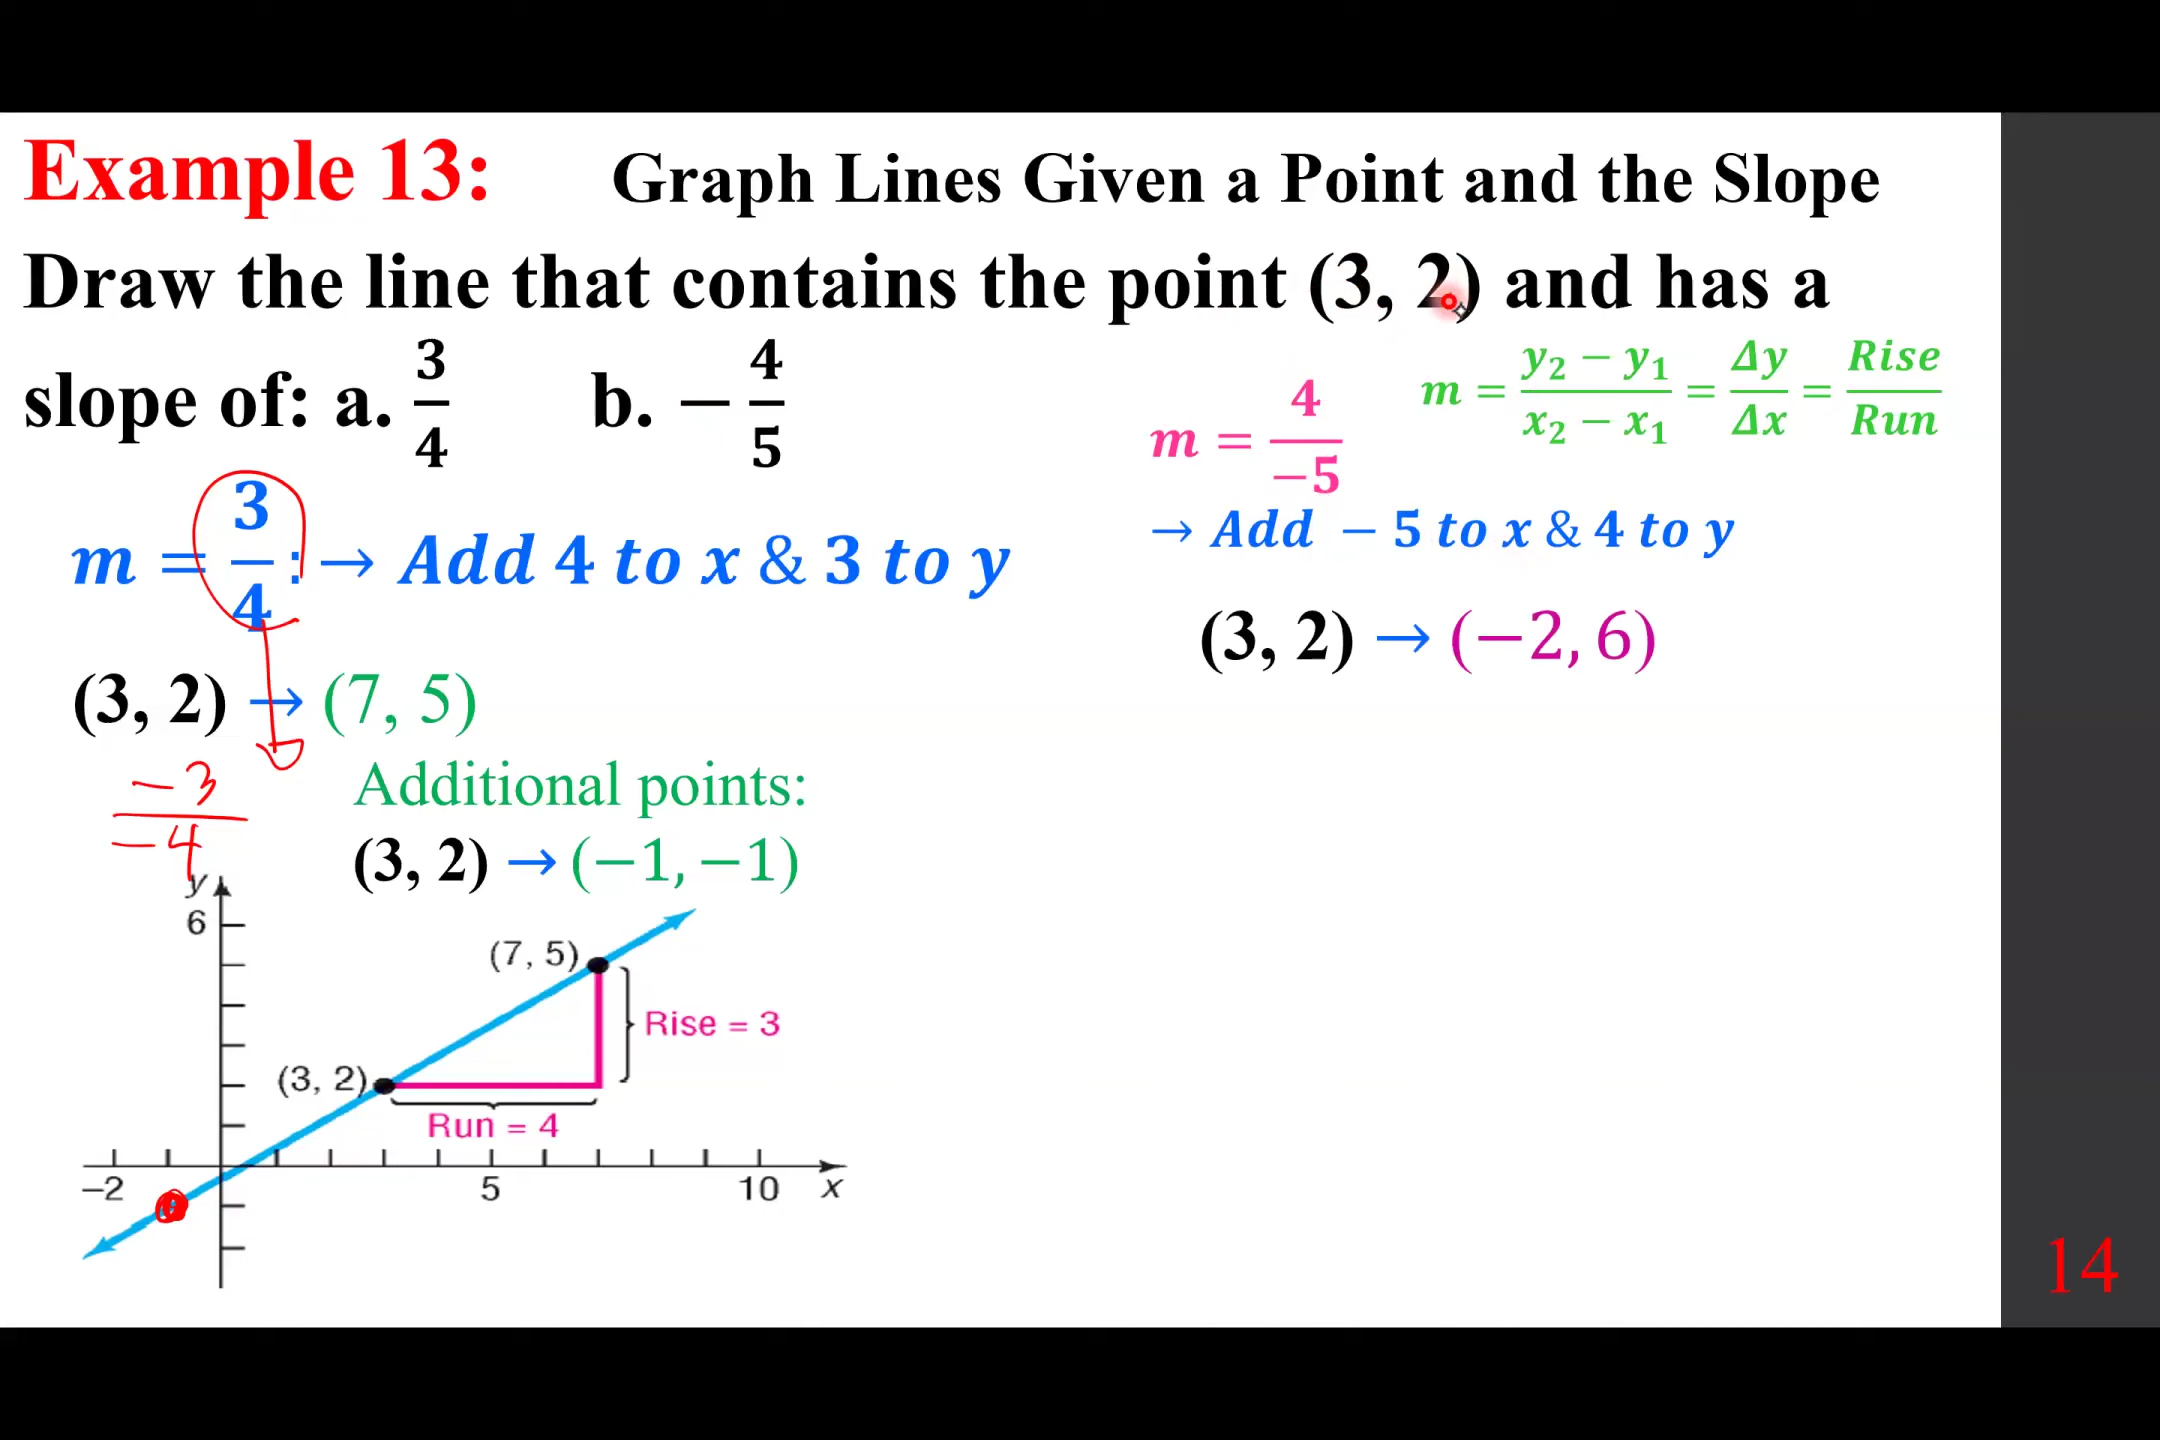 Example 13: Graph Lines Given a Point and the Slope
Draw the line that contains the point (3, 2) and has a
slope of: a. 3/4 b. −4/5
m = 4/−5
m = (y₂ − y₁)/(x₂ − x₁) = Δy/Δx = Rise/Run
m = 3/4 : → Add 4 to x & 3 to y
→ Add − 5 to x & 4 to y
(3, 2) → (−2, 6)
(3, 2) → (7, 5)
−3/−4
Additional points:
(3, 2) → (−1, −1)
y
6
(7, 5)
Rise = 3
(3, 2)
Run = 4
−2 5 10 x
14